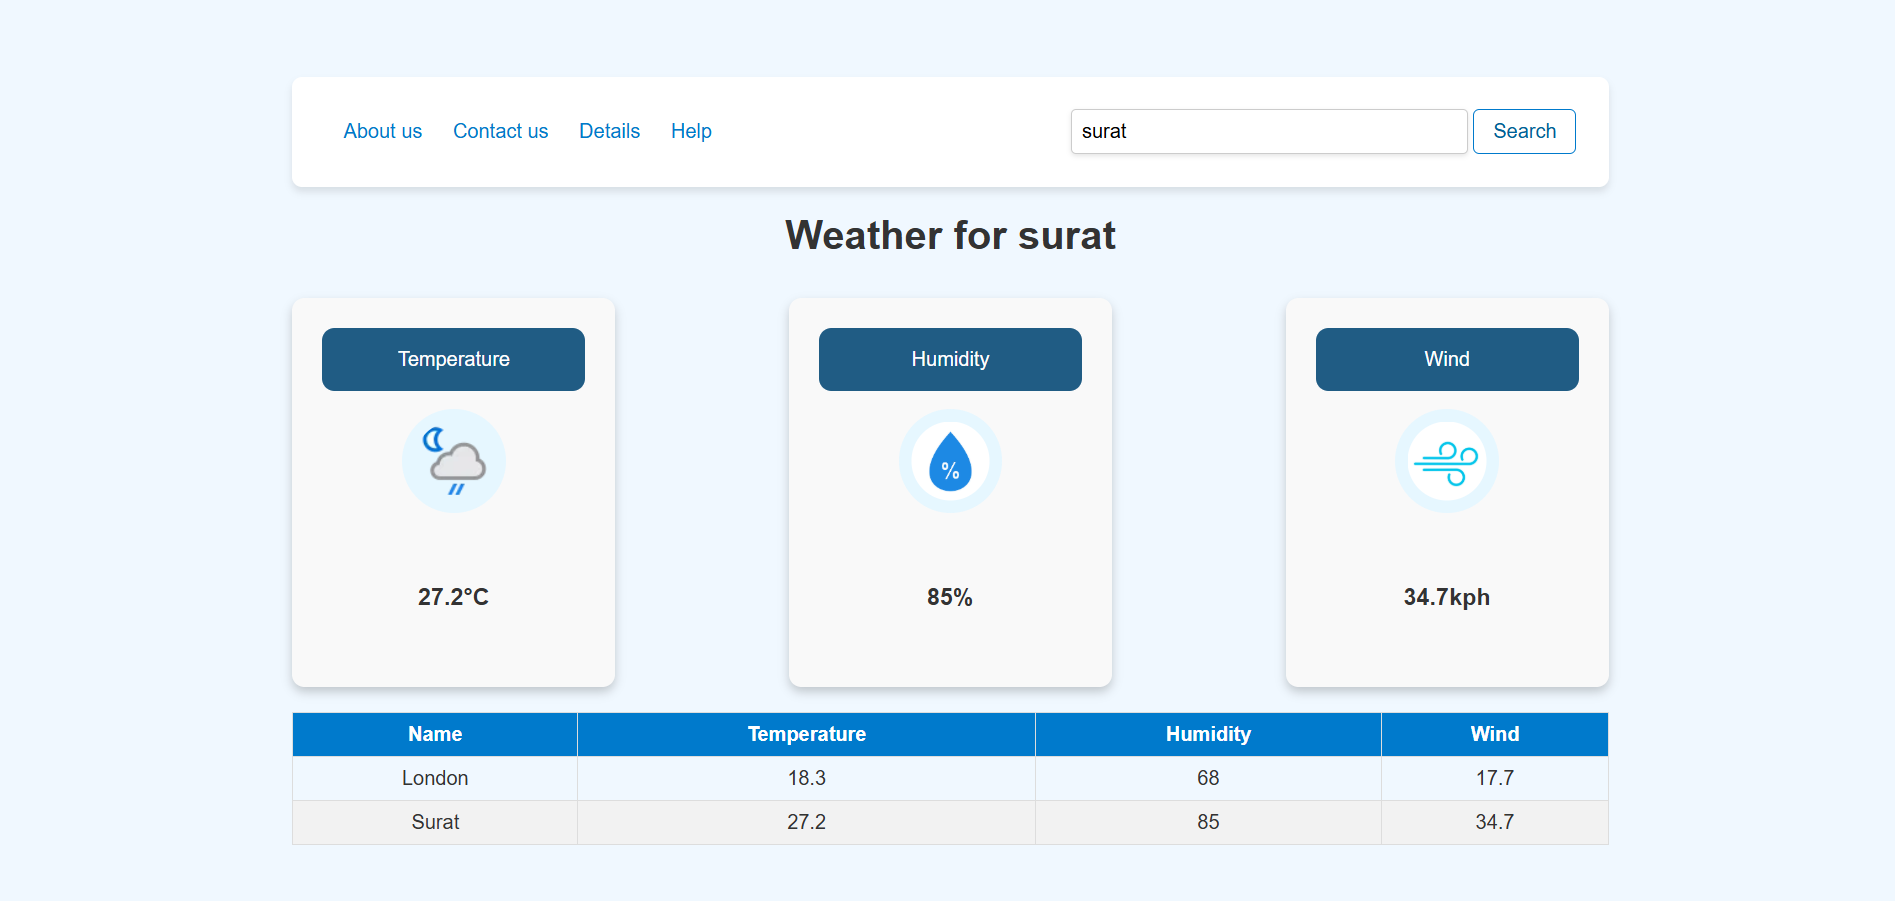 About us Contact us Details Help surat Search
Weather for surat
Temperature Humidity Wind
%
27.2°C 85% 34.7kph
Name Temperature Humidity Wind
London 18.3 68 17.7
Surat 27.2 85 34.7